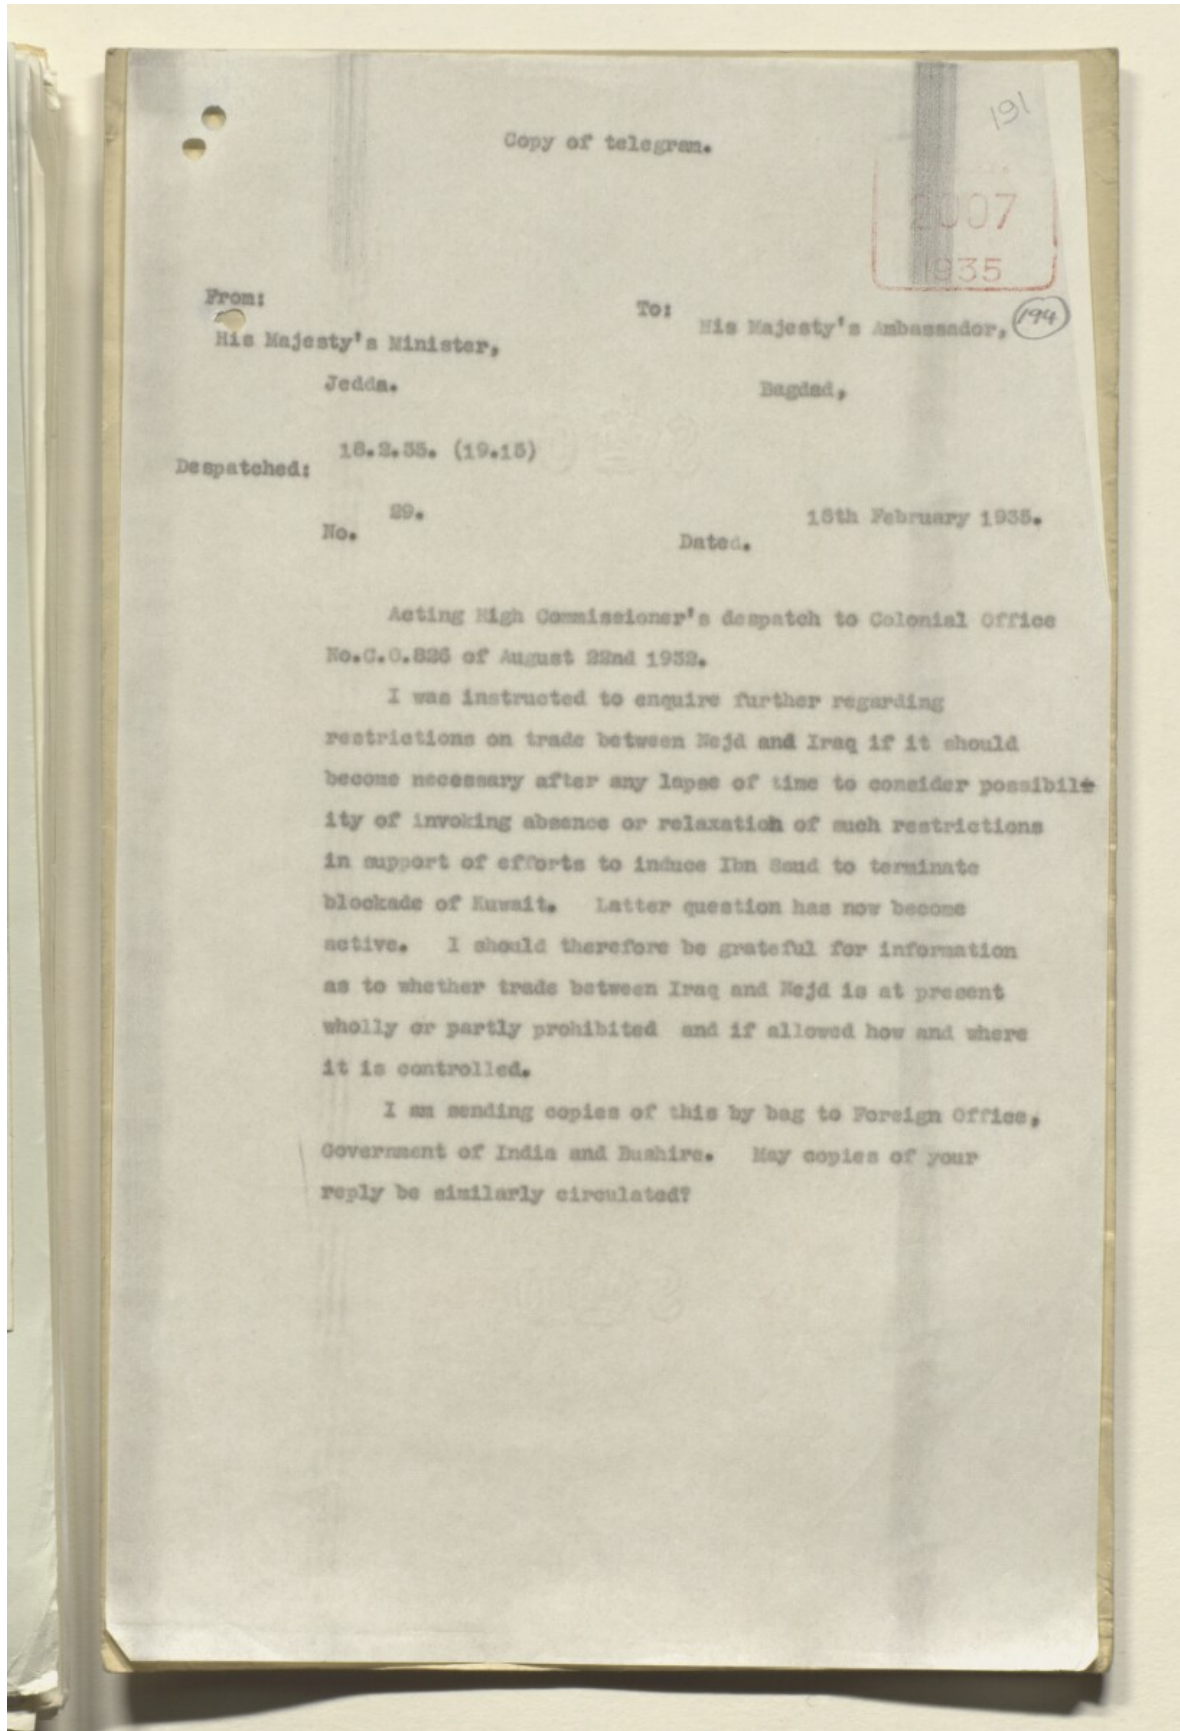 191
Copy of telegram.
2007
1935
From:
To:
His Majesty's Ambassador,
194
His Majesty's Minister,
Jedda.
Bagdad,
18.2.35. (19.15)
Despatched:
29.
No.
18th February 1935.
Dated.
Acting High Commissioner's despatch to Colonial Office
No.C.O.826 of August 22nd 1932.
I was instructed to enquire further regarding
restrictions on trade between Nejd and Iraq if it should
become necessary after any lapse of time to consider possibil-
ity of invoking absence or relaxation of such restrictions
in support of efforts to induce Ibn Saud to terminate
blockade of Kuwait. Latter question has now become
active. I should therefore be grateful for information
as to whether trade between Iraq and Nejd is at present
wholly or partly prohibited and if allowed how and where
it is controlled.
I am sending copies of this by bag to Foreign Office,
Government of India and Bushire. May copies of your
reply be similarly circulated?